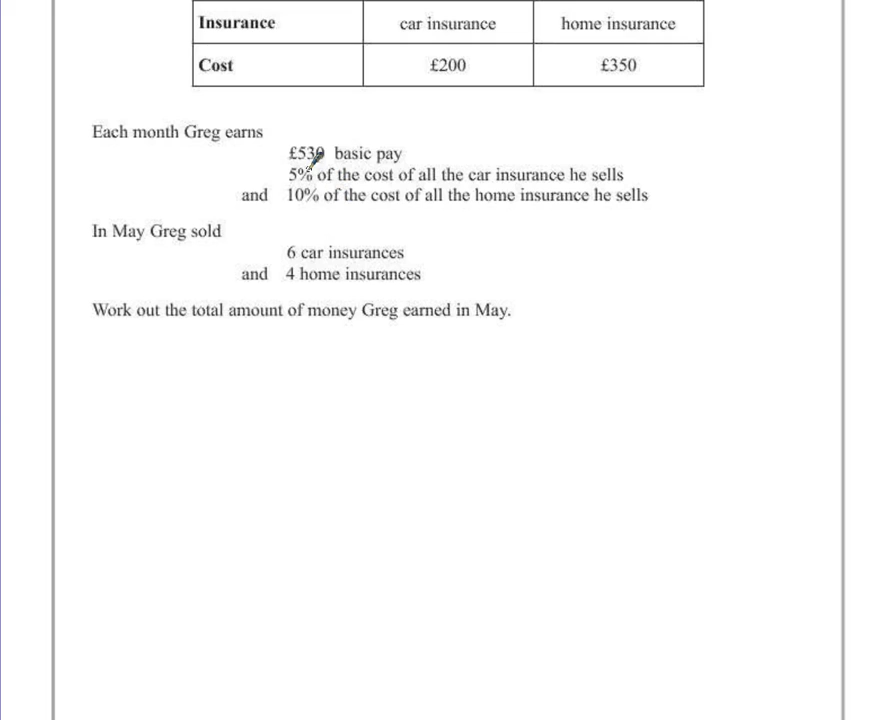 Insurance car insurance home insurance
Cost £200 £350
Each month Greg earns
£530 basic pay
5% of the cost of all the car insurance he sells
and 10% of the cost of all the home insurance he sells
In May Greg sold
6 car insurances
and 4 home insurances
Work out the total amount of money Greg earned in May.